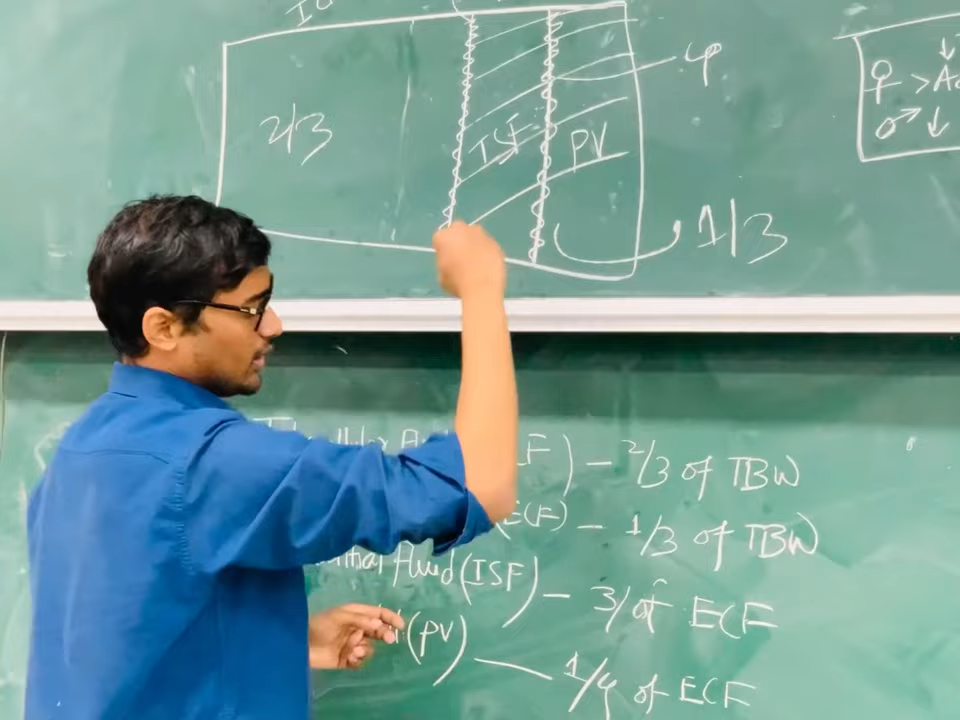 2/3
ISF
PV
φ
1/3
♀ >
♂ ↓
F) - 2/3 of TBW
(ECF) - 1/3 of TBW
fluid (ISF) - 3/ of ECF
(PV) - 1/4 of ECF